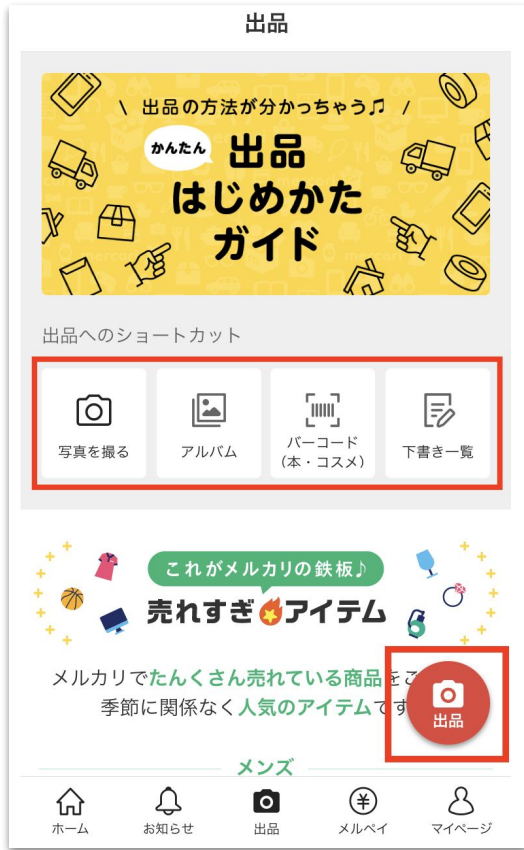 出品
\ 出品の方法が分かっちゃう♫ /
かんたん 出品
はじめかた
ガイド
出品へのショートカット
写真を撮る
アルバム
バーコード
(本・コスメ)
下書き一覧
これがメルカリの鉄板♪
売れすぎアイテム
メルカリでたんくさん売れている商品をご
季節に関係なく人気のアイテムです
出品
メンズ
ホーム
お知らせ
出品
メルペイ
マイページ